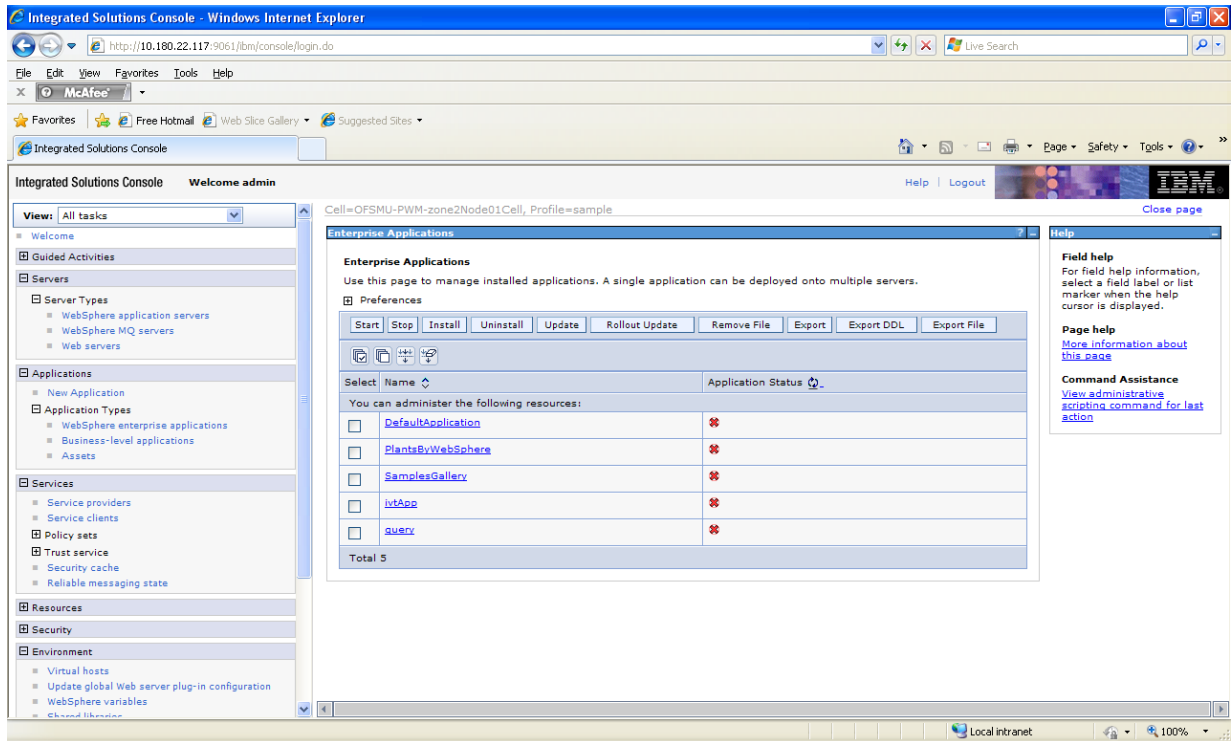 Integrated Solutions Console - Windows Internet Explorer
http://10.180.22.117:9061/ibm/console/login.do
Live Search
File Edit View Favorites Tools Help
x McAfee
Favorites Free Hotmail Web Slice Gallery Suggested Sites
Integrated Solutions Console
Page Safety Tools »
Integrated Solutions Console Welcome admin
Help | Logout
IBM
View: All tasks
Welcome
Guided Activities
Servers
Server Types
WebSphere application servers
WebSphere MQ servers
Web servers
Applications
New Application
Application Types
WebSphere enterprise applications
Business-level applications
Assets
Services
Service providers
Service clients
Policy sets
Trust service
Security cache
Reliable messaging state
Resources
Security
Environment
Virtual hosts
Update global Web server plug-in configuration
WebSphere variables
Shared libraries
Cell=OFSMU-PWM-zone2Node01Cell, Profile=sample
Close page
Enterprise Applications ? -
Enterprise Applications
Use this page to manage installed applications. A single application can be deployed onto multiple servers.
Preferences
Start Stop Install Uninstall Update Rollout Update Remove File Export Export DDL Export File
Select Name Application Status
You can administer the following resources:
DefaultApplication
PlantsByWebSphere
SamplesGallery
ivtApp
query
Total 5
Help -
Field help
For field help information,
select a field label or list
marker when the help
cursor is displayed.
Page help
More information about
this page
Command Assistance
View administrative
scripting command for last
action
Local intranet 100%